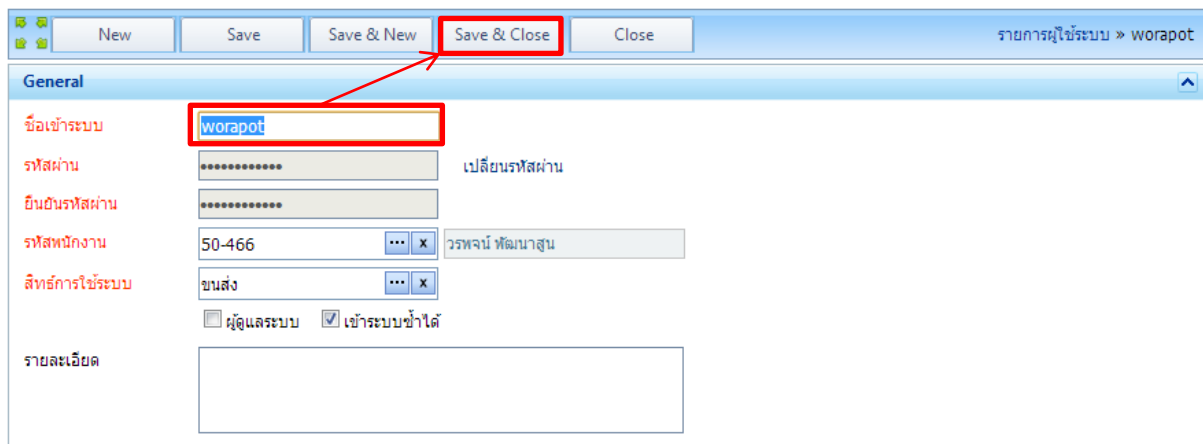 New Save Save & New Save & Close Close รายการผู้ใช้ระบบ » worapot
General
ชื่อเข้าระบบ worapot
รหัสผ่าน •••••••••••• เปลี่ยนรหัสผ่าน
ยืนยันรหัสผ่าน ••••••••••••
รหัสพนักงาน 50-466 ... x วรพจน์ พัฒนาสูน
สิทธ์การใช้ระบบ ขนส่ง ... x
ผู้ดูแลระบบ เข้าระบบซ้ำได้
รายละเอียด